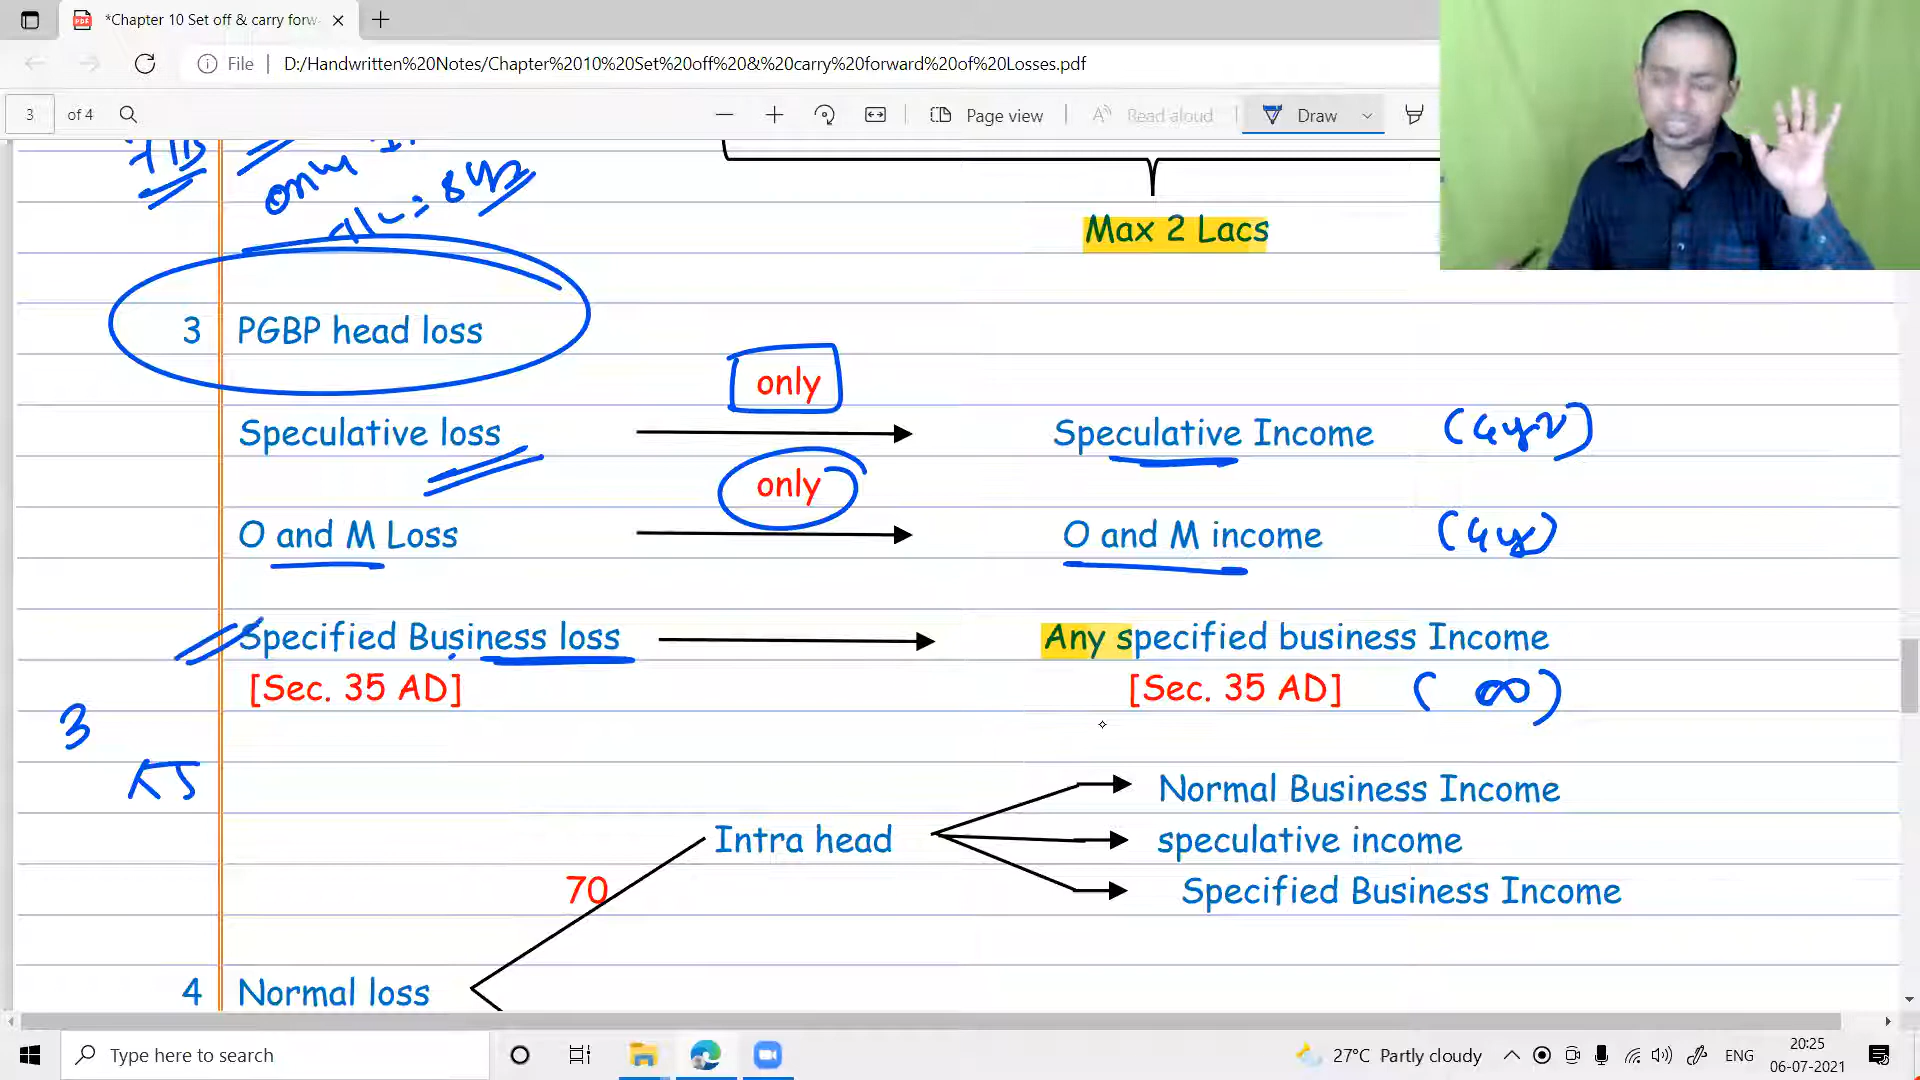 *Chapter 10 Set off & carry forw
File | D:/Handwritten%20Notes/Chapter%2010%20Set%20off%20&%20carry%20forward%20of%20Losses.pdf
3 of 4
Page view
Read aloud
Draw
only
= 8 yrs
Max 2 Lacs
3 PGBP head loss
only
Speculative loss
Speculative Income (4yr)
only
O and M Loss
O and M income (4y)
Specified Business loss
Any specified business Income
[Sec. 35 AD]
[Sec. 35 AD] ( ∞ )
3
Normal Business Income
Intra head
speculative income
70
Specified Business Income
4 Normal loss
Type here to search
27°C Partly cloudy
ENG
20:25
06-07-2021